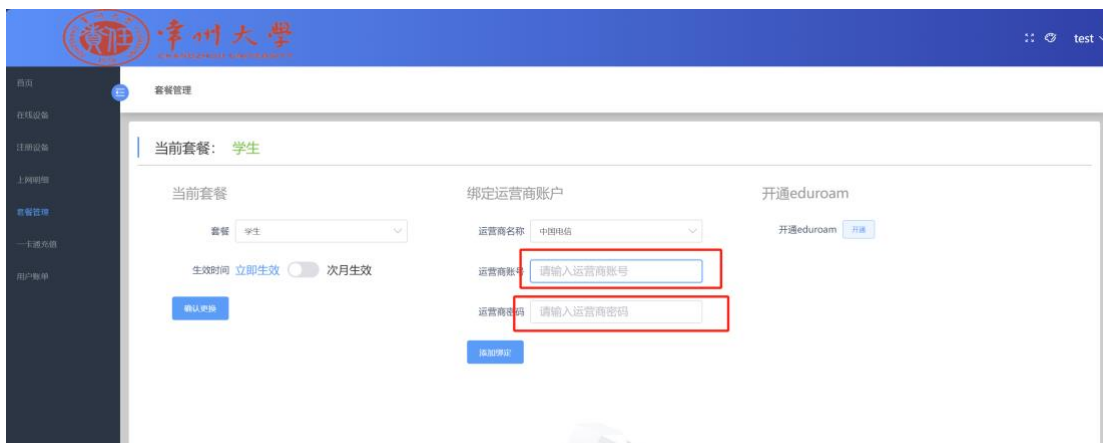 常州大學
CHANGZHOU UNIVERSITY
test
首页
套餐管理
在线设备
注册设备
上网明细
套餐管理
一卡通充值
用户账单
当前套餐： 学生
当前套餐
绑定运营商账户
开通eduroam
套餐 学生
运营商名称 中国电信
开通eduroam 开通
生效时间 立即生效 次月生效
运营商账号 请输入运营商账号
确认更换
运营商密码 请输入运营商密码
添加绑定